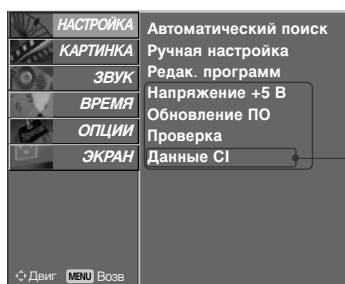 НАСТРОЙКА
КАРТИНКА
ЗВУК
ВРЕМЯ
ОПЦИИ
ЭКРАН
Автоматический поиск
Ручная настройка
Редак. программ
Напряжение +5 В
Обновление ПО
Проверка
Данные CI
Двиг MENU Возв